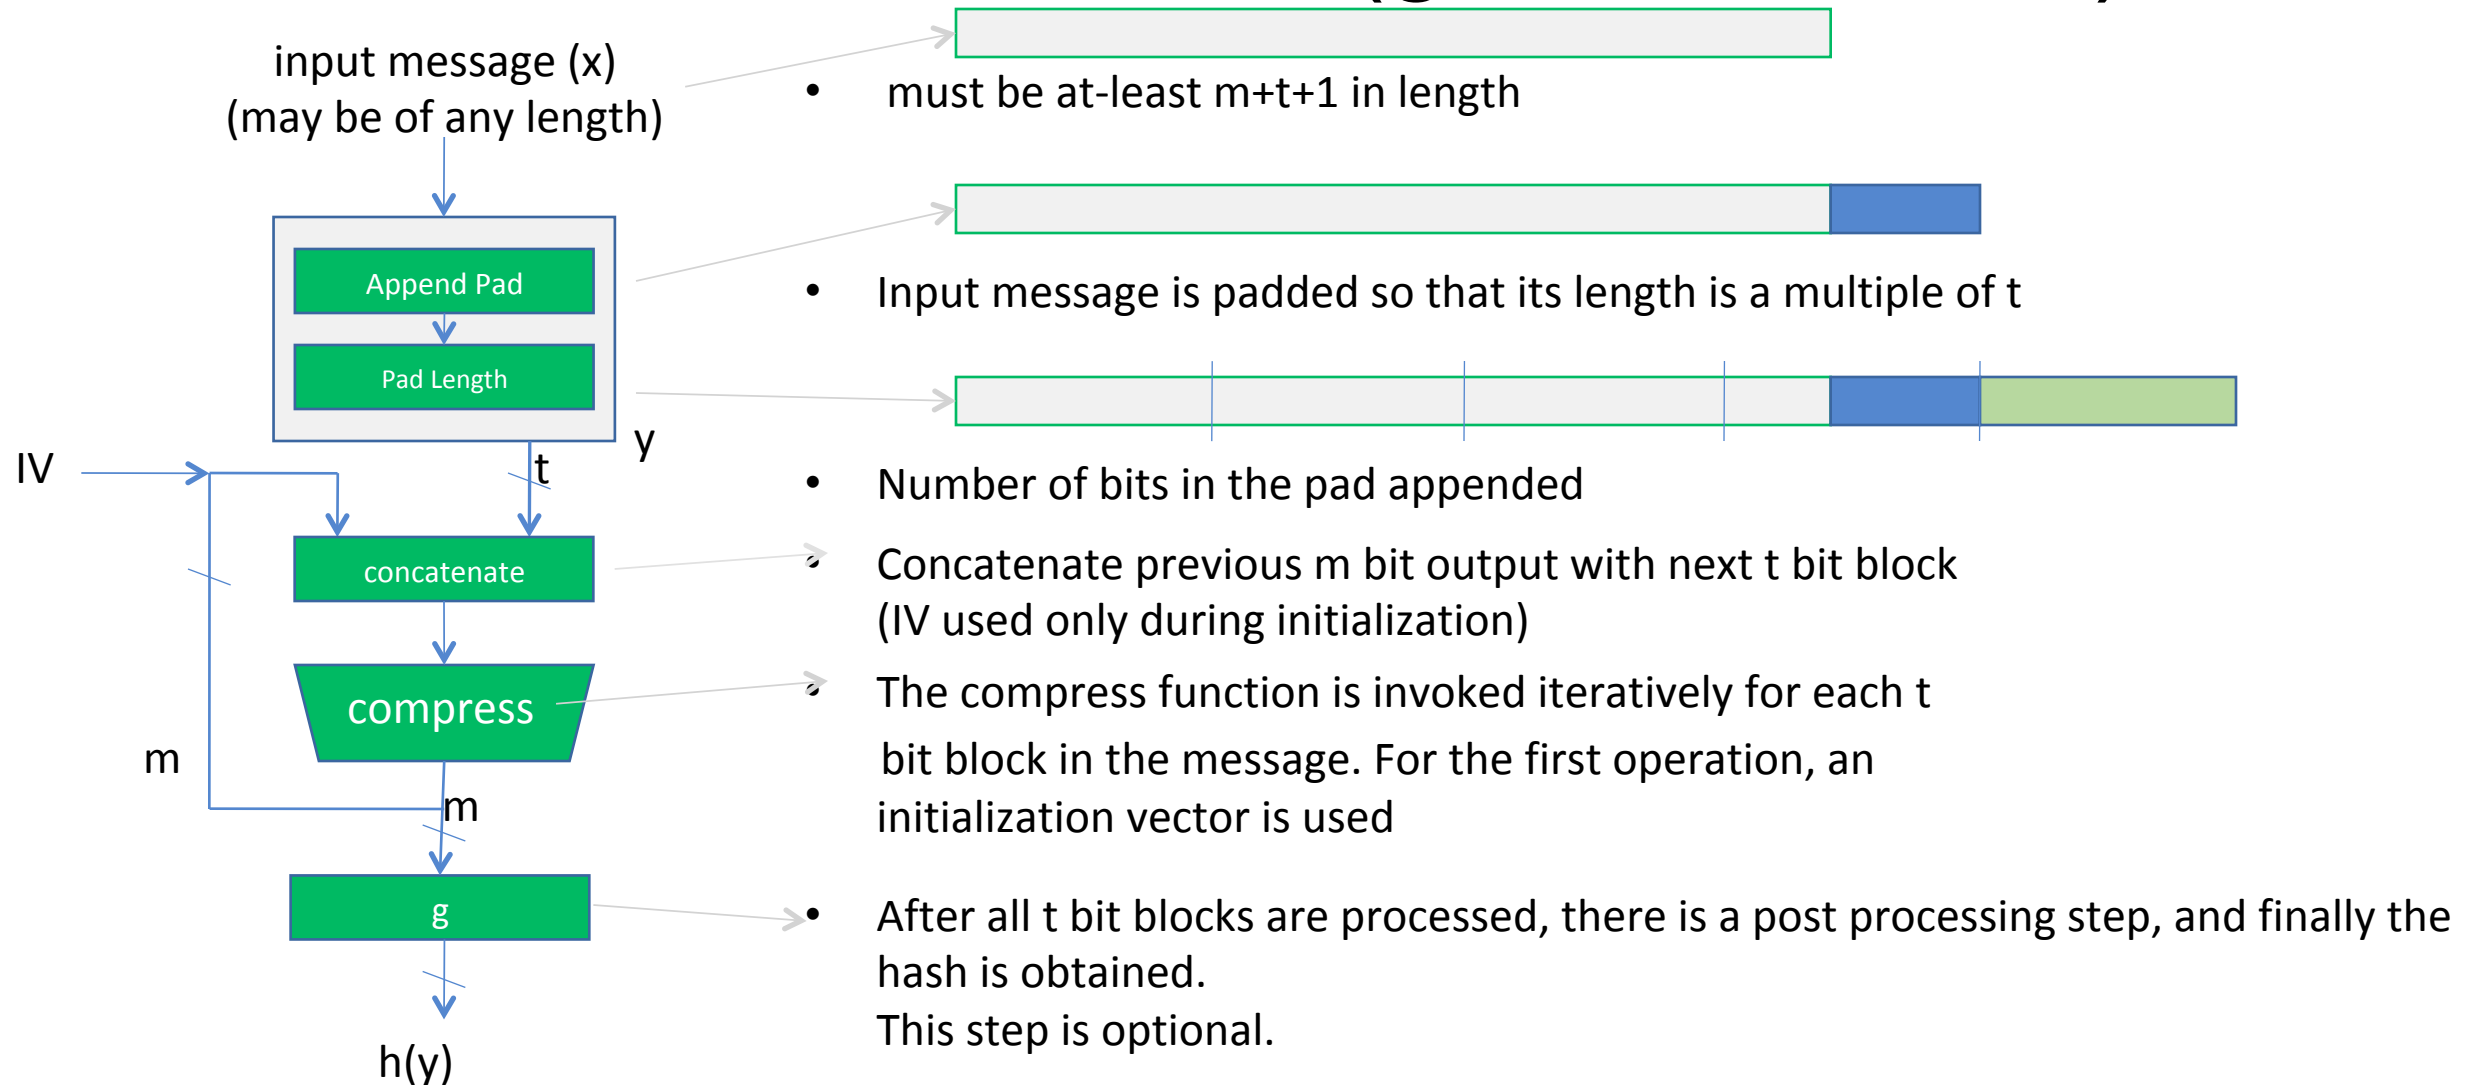 input message (x)
(may be of any length)
• must be at-least m+t+1 in length
Append Pad
• Input message is padded so that its length is a multiple of t
Pad Length
y
IV
t
• Number of bits in the pad appended
concatenate
• Concatenate previous m bit output with next t bit block
(IV used only during initialization)
compress
• The compress function is invoked iteratively for each t
bit block in the message. For the first operation, an
initialization vector is used
m
m
g
• After all t bit blocks are processed, there is a post processing step, and finally the
hash is obtained.
This step is optional.
h(y)